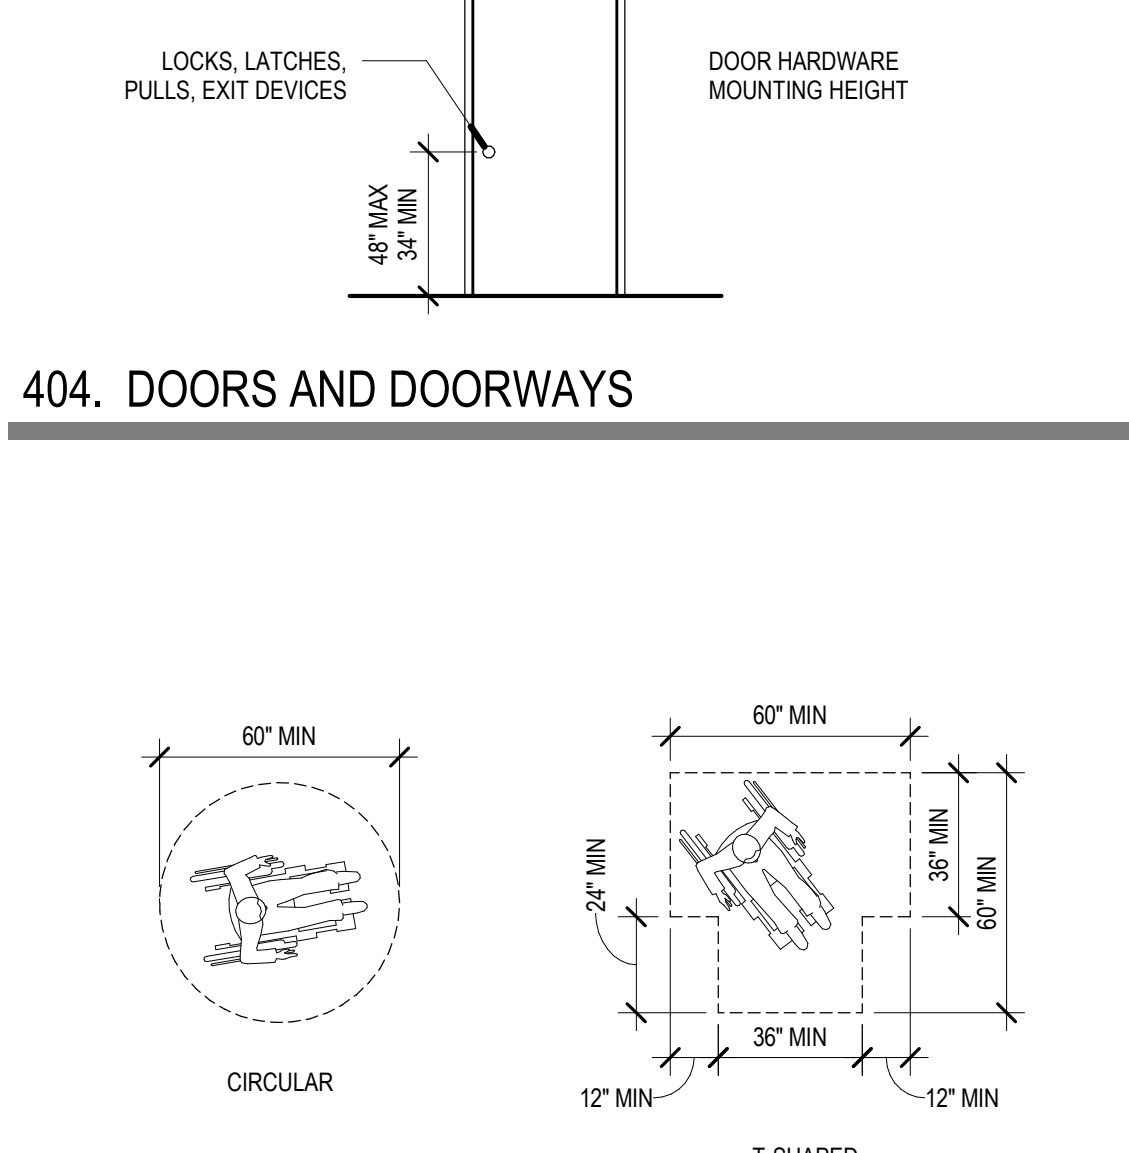 LOCKS, LATCHES,
PULLS, EXIT DEVICES
DOOR HARDWARE
MOUNTING HEIGHT
48" MAX
34" MIN
404. DOORS AND DOORWAYS
60" MIN
60" MIN
24" MIN
36" MIN
60" MIN
36" MIN
12" MIN
12" MIN
CIRCULAR
T-SHAPED